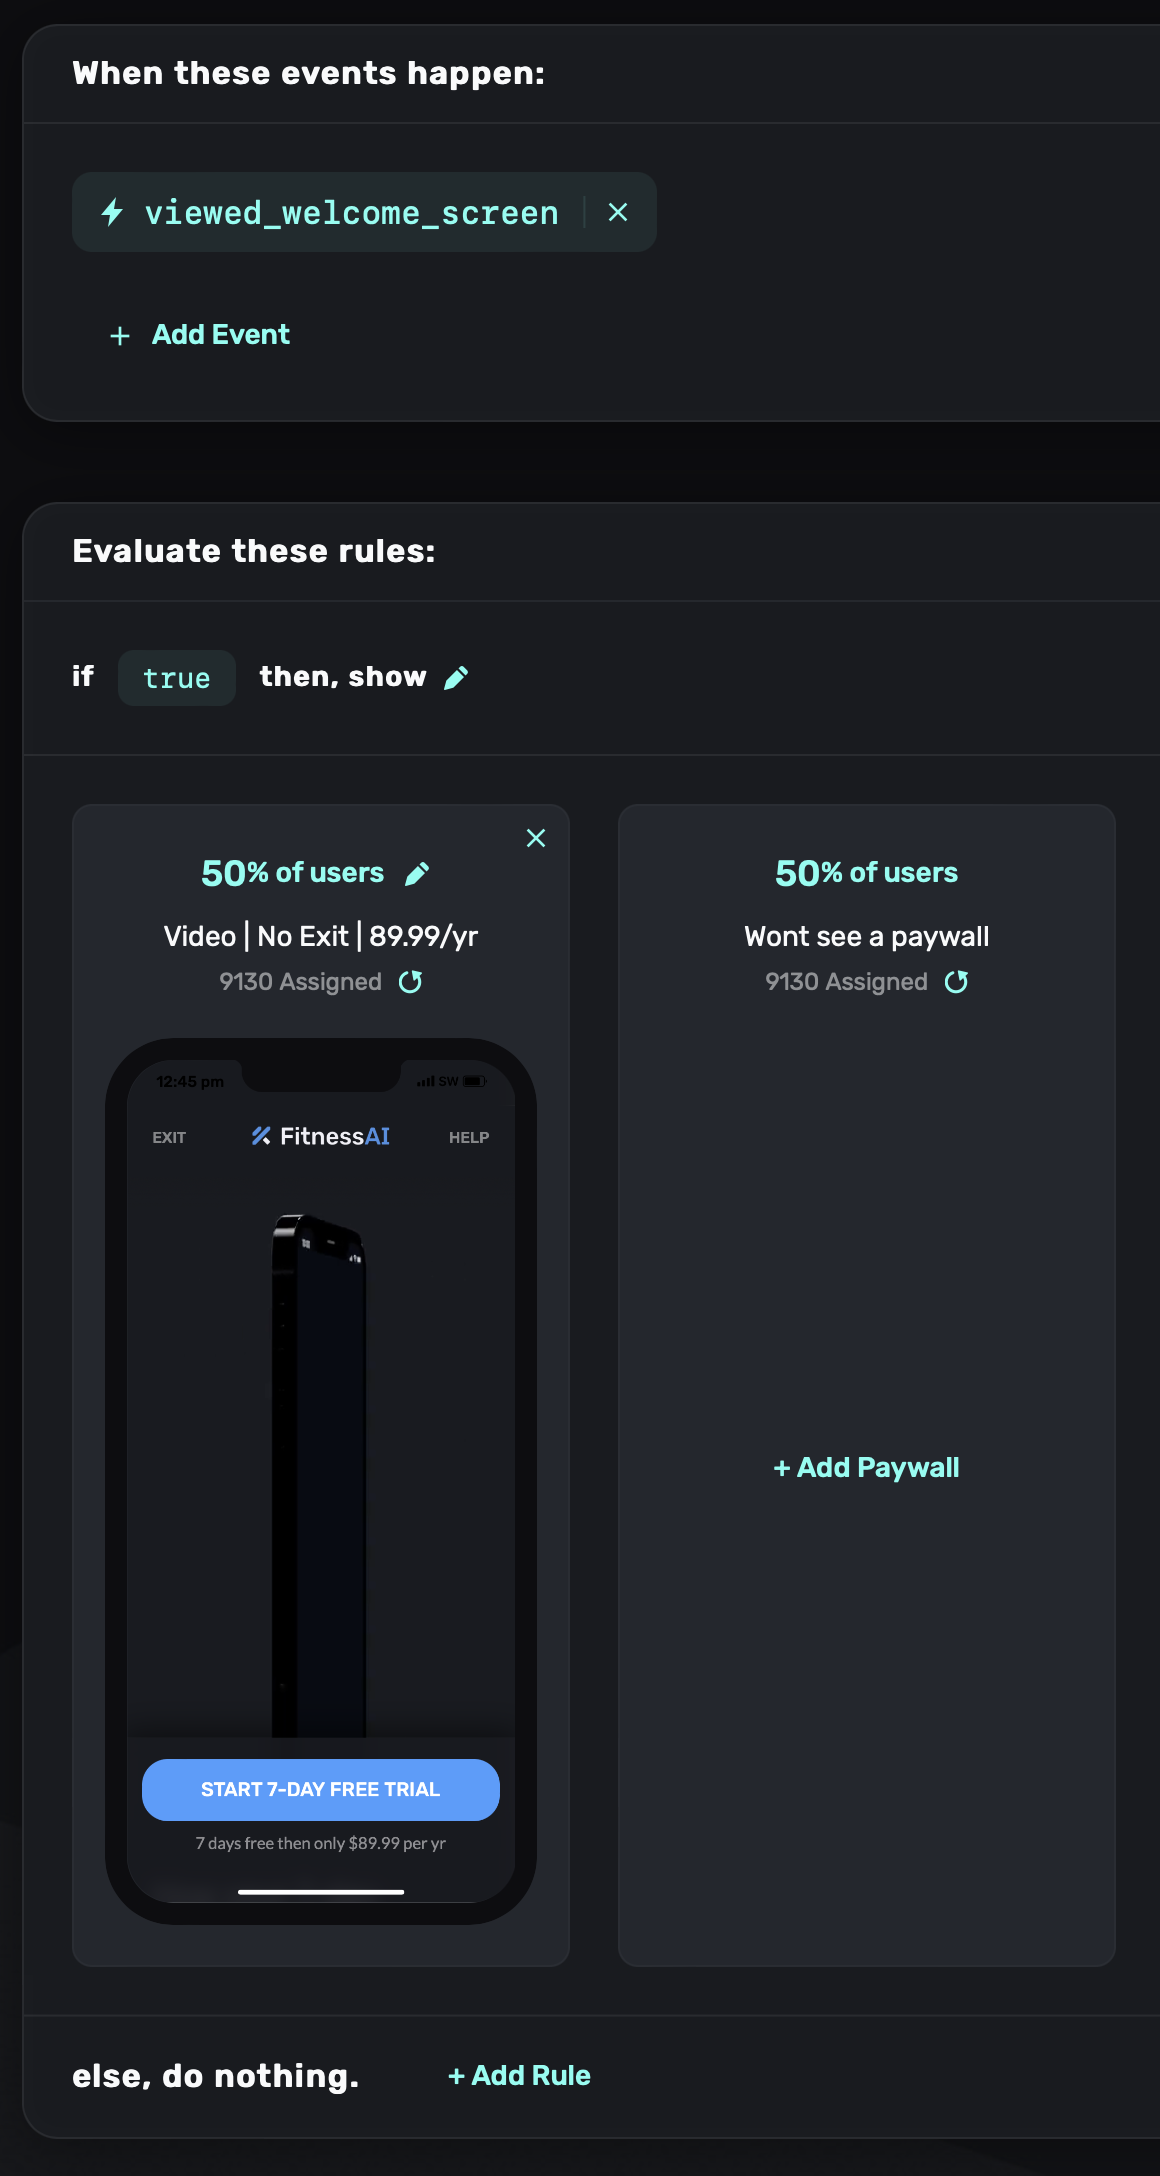 When these events happen:
viewed_welcome_screen
+ Add Event
Evaluate these rules:
if true then, show
50% of users
Video | No Exit | 89.99/yr
9130 Assigned
12:45 pm SW
EXIT FitnessAI HELP
START 7-DAY FREE TRIAL
7 days free then only $89.99 per yr
50% of users
Wont see a paywall
9130 Assigned
+ Add Paywall
else, do nothing. + Add Rule